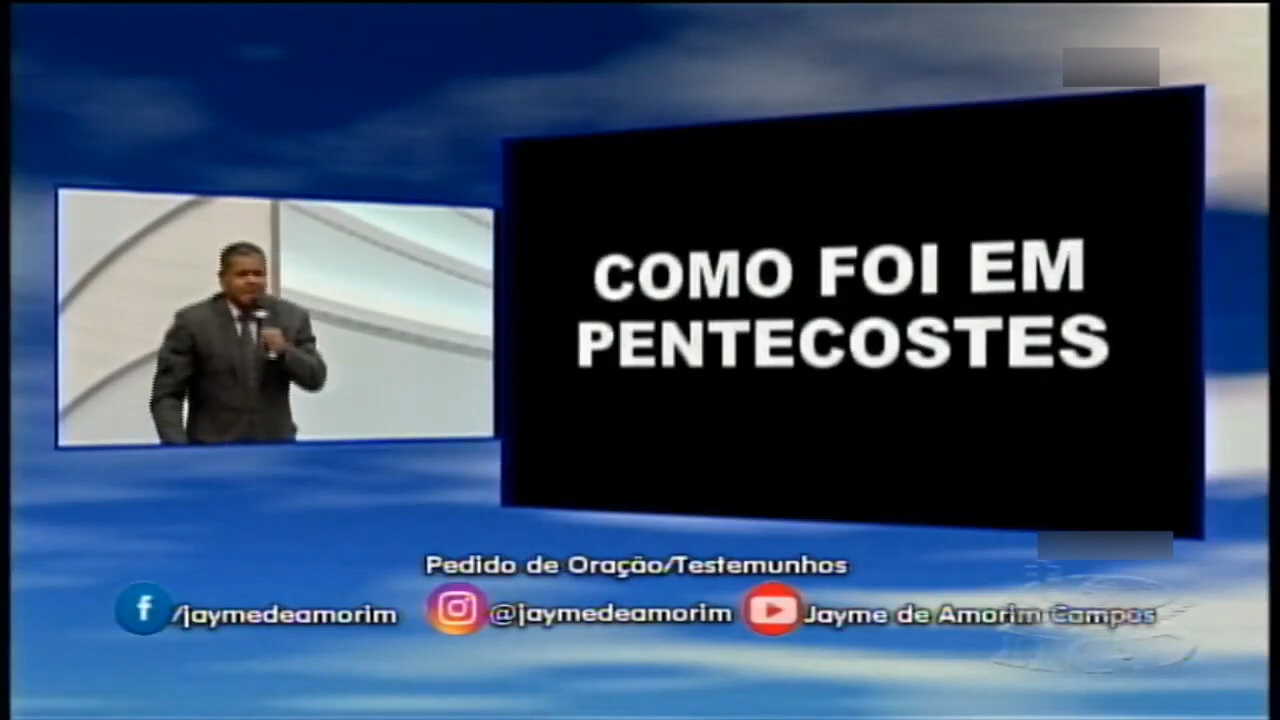 COMO FOI EM
PENTECOSTES
Pedido de Oração/Testemunhos
/jaymedeamorim
@jaymedeamorim
Jayme de Amorim Campos